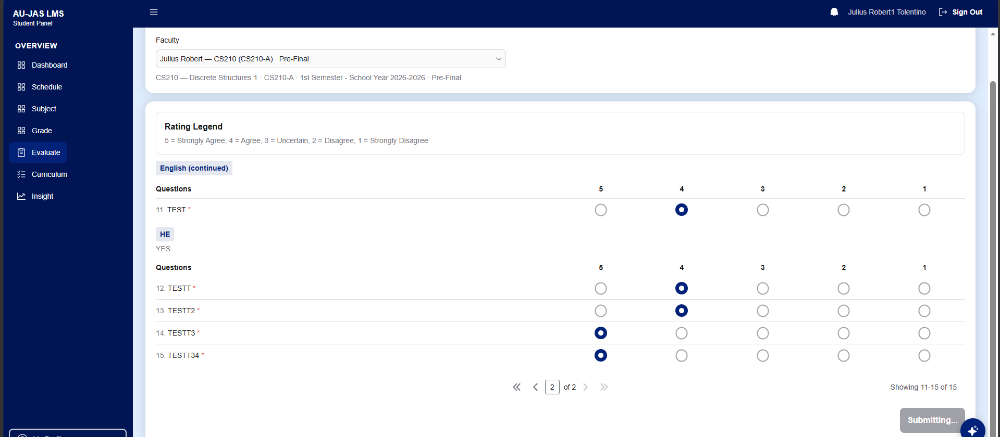 AU-JAS LMS
Student Panel
Julius Robert1 Tolentino
Sign Out
OVERVIEW
Dashboard
Schedule
Subject
Grade
Evaluate
Curriculum
Insight
Faculty
Julius Robert — CS210 (CS210-A) · Pre-Final
CS210 — Discrete Structures 1 · CS210-A · 1st Semester - School Year 2026-2026 · Pre-Final
Rating Legend
5 = Strongly Agree, 4 = Agree, 3 = Uncertain, 2 = Disagree, 1 = Strongly Disagree
English (continued)
Questions 5 4 3 2 1
11. TEST *
HE
YES
Questions 5 4 3 2 1
12. TESTT *
13. TESTT2 *
14. TESTT3 *
15. TESTT34 *
2 of 2
Showing 11-15 of 15
Submitting...